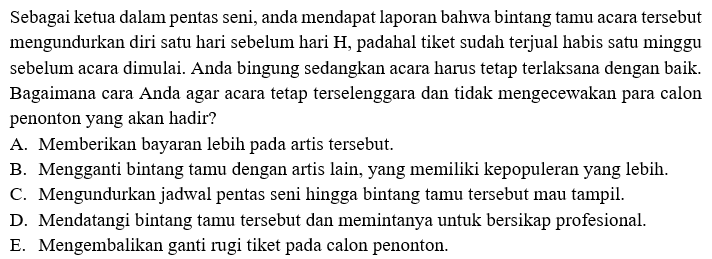 Sebagai ketua dalam pentas seni, anda mendapat laporan bahwa bintang tamu acara tersebut
mengundurkan diri satu hari sebelum hari H, padahal tiket sudah terjual habis satu minggu
sebelum acara dimulai. Anda bingung sedangkan acara harus tetap terlaksana dengan baik.
Bagaimana cara Anda agar acara tetap terselenggara dan tidak mengecewakan para calon
penonton yang akan hadir?
A. Memberikan bayaran lebih pada artis tersebut.
B. Mengganti bintang tamu dengan artis lain, yang memiliki kepopuleran yang lebih.
C. Mengundurkan jadwal pentas seni hingga bintang tamu tersebut mau tampil.
D. Mendatangi bintang tamu tersebut dan memintanya untuk bersikap profesional.
E. Mengembalikan ganti rugi tiket pada calon penonton.